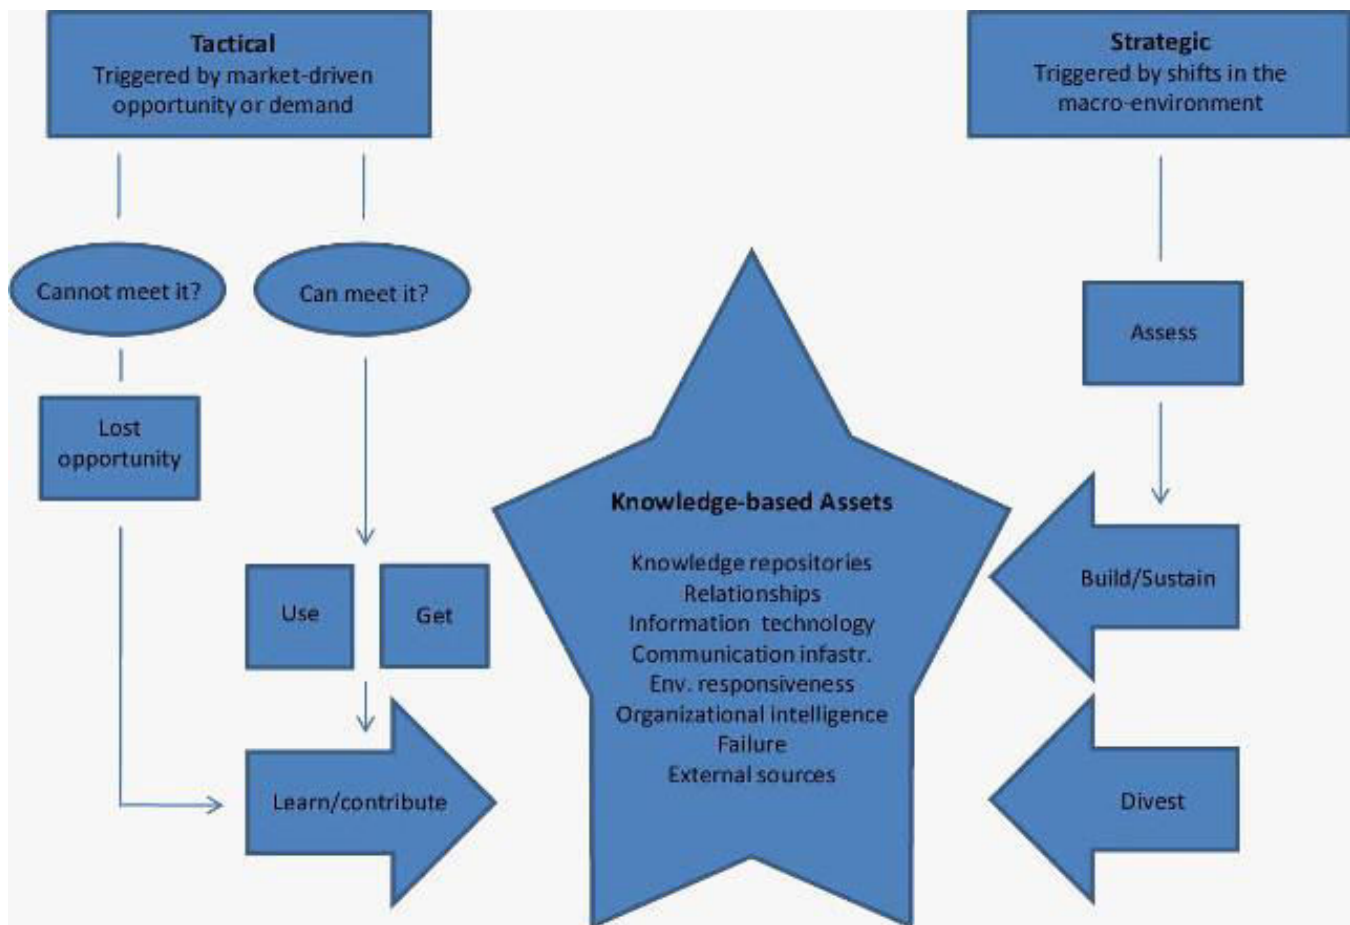 Tactical
Triggered by market-driven
opportunity or demand
Strategic
Triggered by shifts in the
macro-environment
Cannot meet it?
Can meet it?
Assess
Lost
opportunity
Knowledge-based Assets
Knowledge repositories
Relationships
Information technology
Communication infastr.
Env. responsiveness
Organizational intelligence
Failure
External sources
Build/Sustain
Use
Get
Learn/contribute
Divest